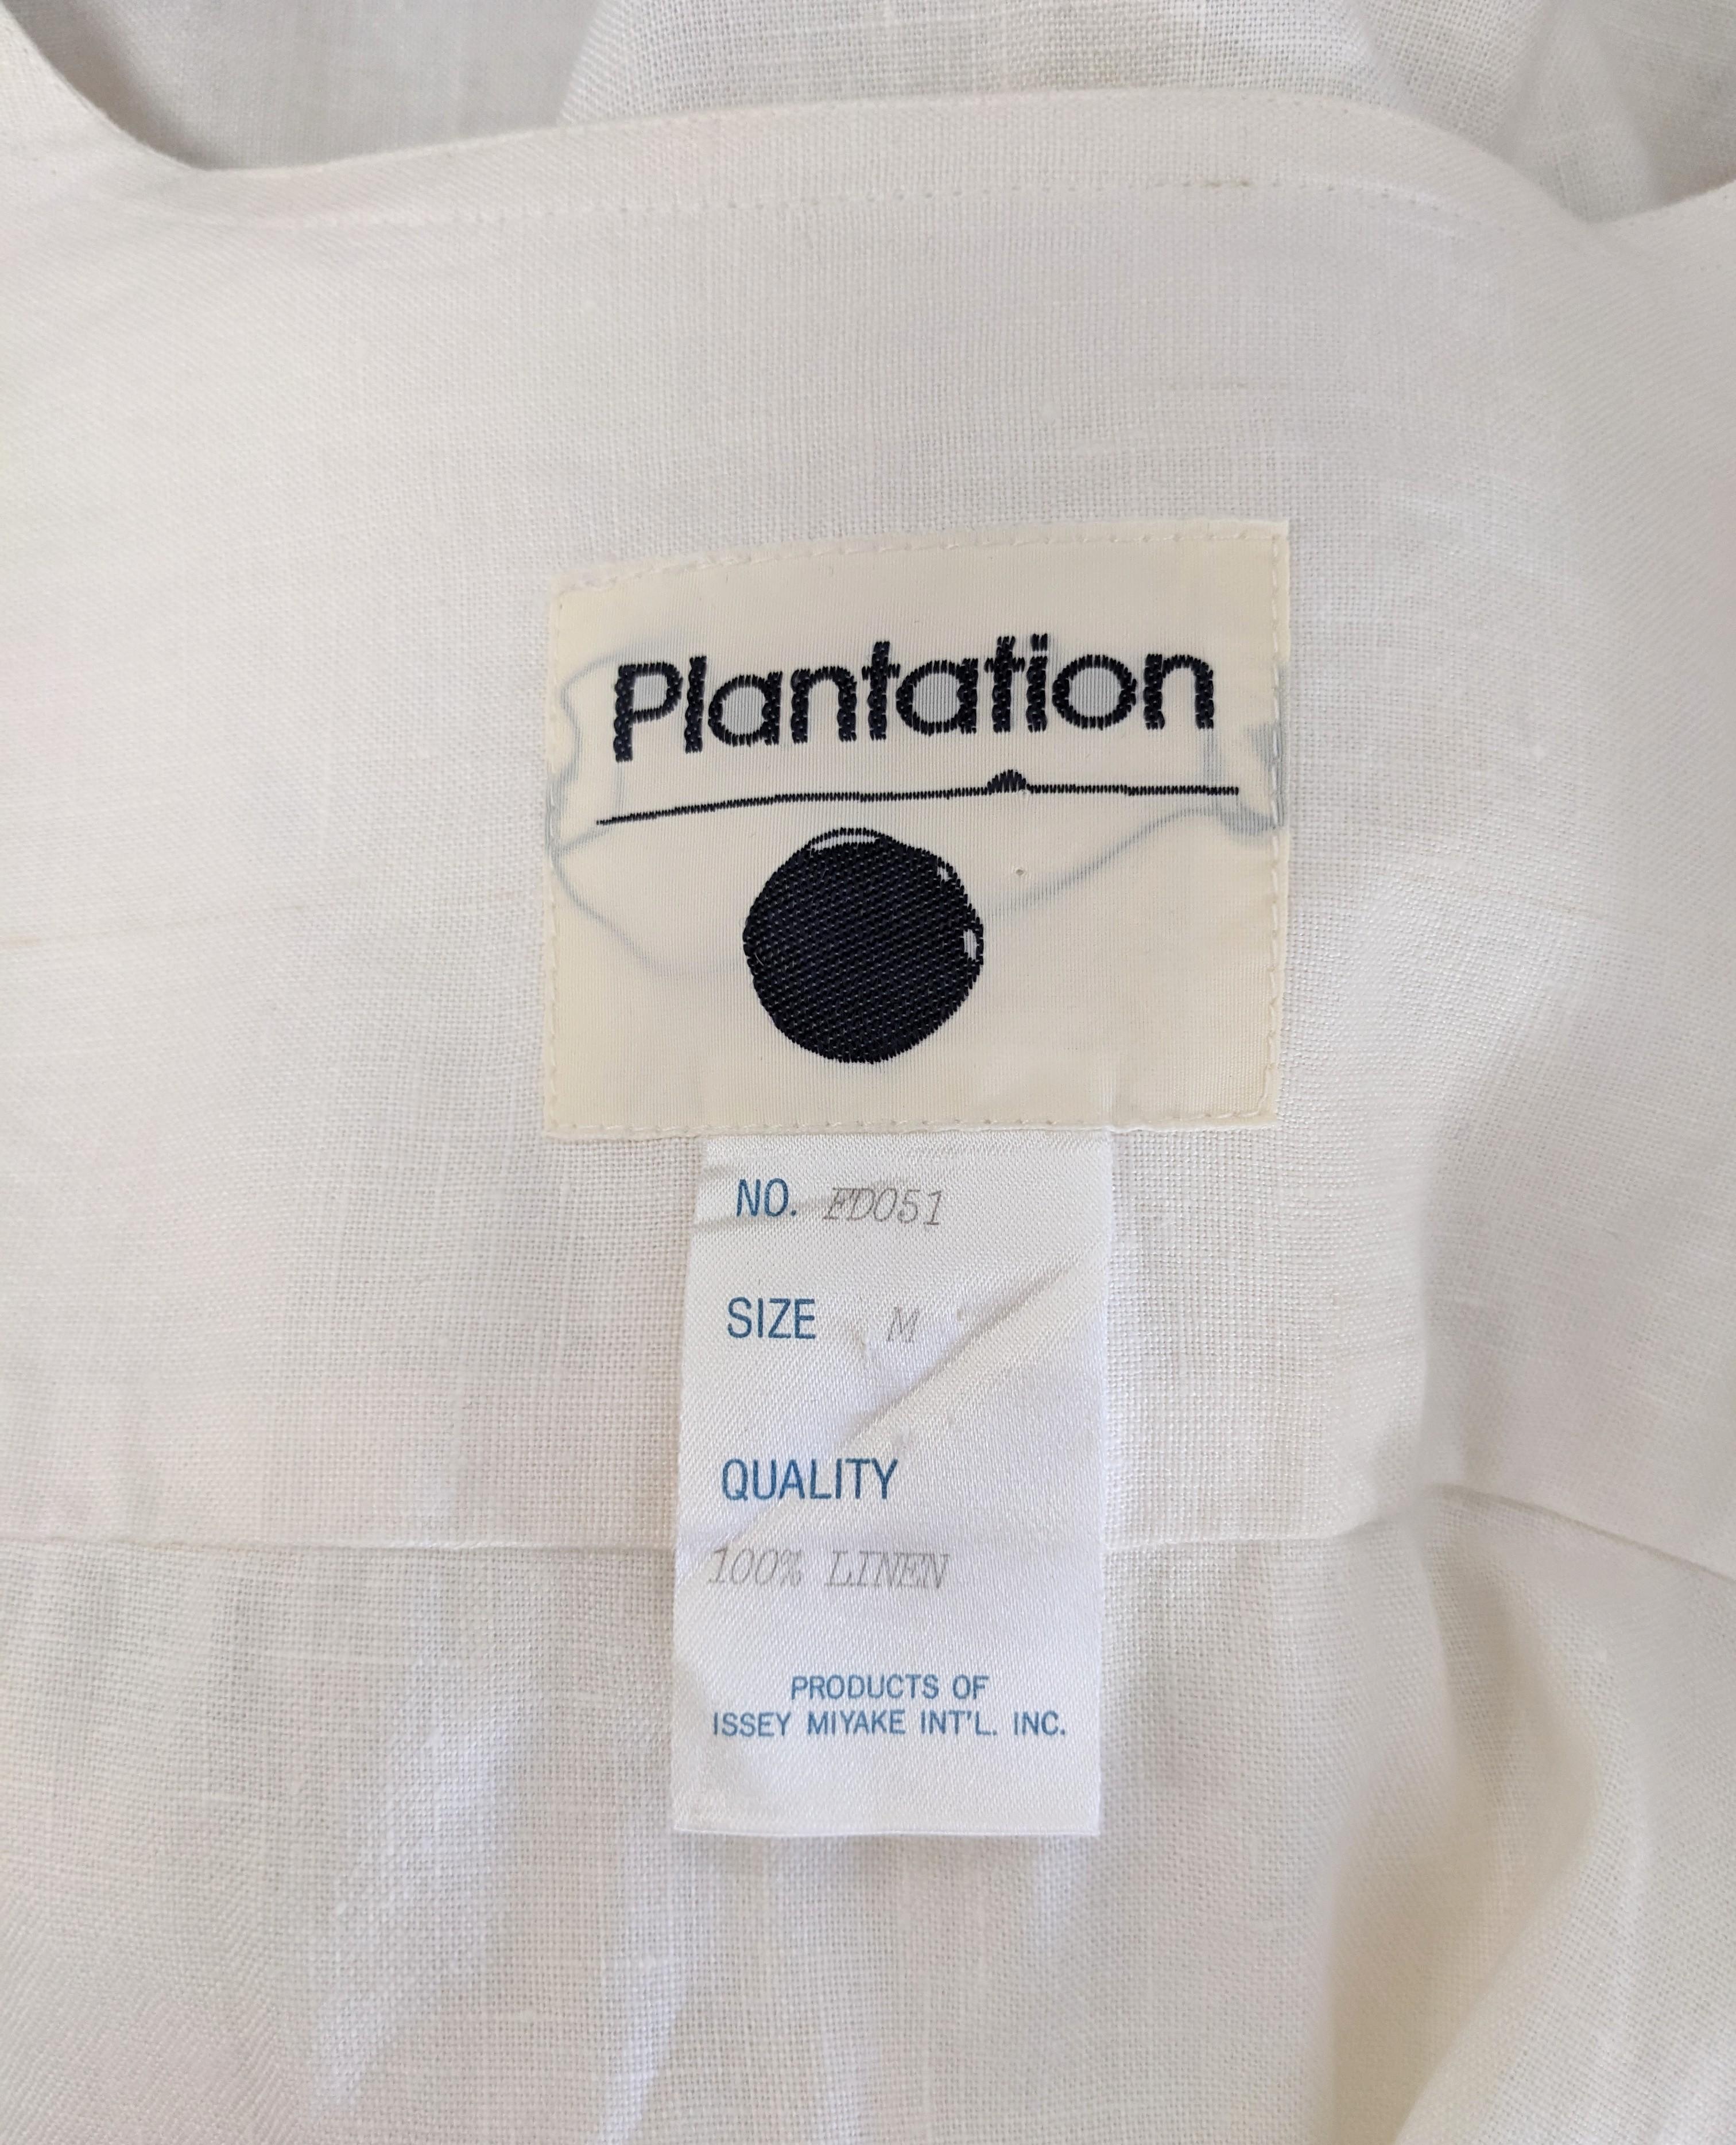 Plantation
NO. FD051
SIZE M
QUALITY
100% LINEN
PRODUCTS OF
ISSEY MIYAKE INT'L. INC.